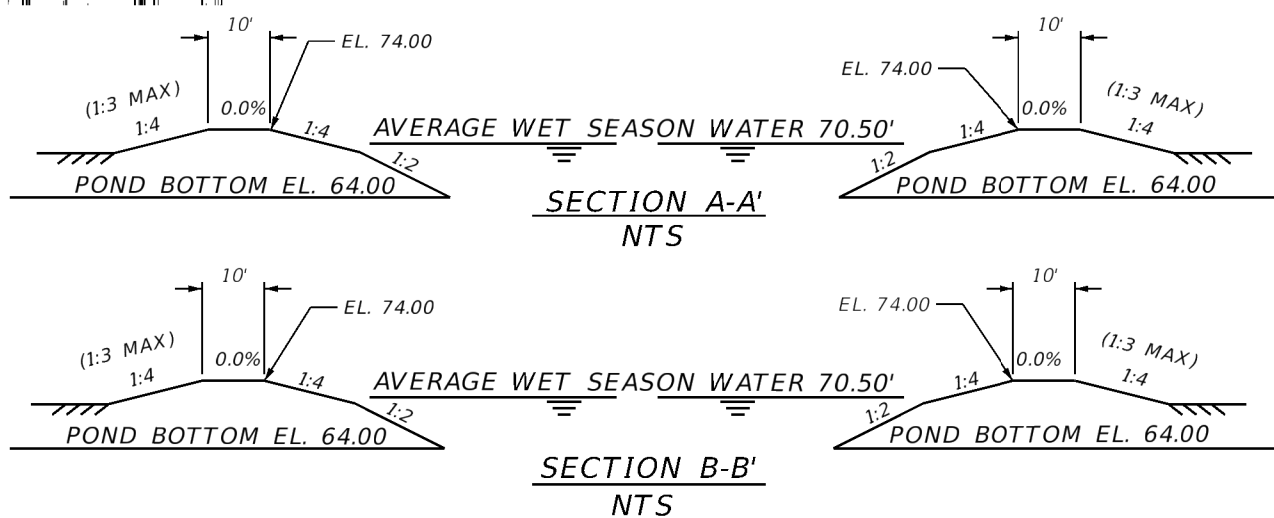 10'
EL. 74.00
(1:3 MAX)
1:4
0.0%
1:4
1:2
AVERAGE WET SEASON WATER 70.50'
POND BOTTOM EL. 64.00
10'
EL. 74.00
0.0%
(1:3 MAX)
1:4
1:4
1:2
POND BOTTOM EL. 64.00
SECTION A-A'
NTS
10'
EL. 74.00
(1:3 MAX)
1:4
0.0%
1:4
1:2
AVERAGE WET SEASON WATER 70.50'
POND BOTTOM EL. 64.00
10'
EL. 74.00
0.0%
(1:3 MAX)
1:4
1:4
1:2
POND BOTTOM EL. 64.00
SECTION B-B'
NTS